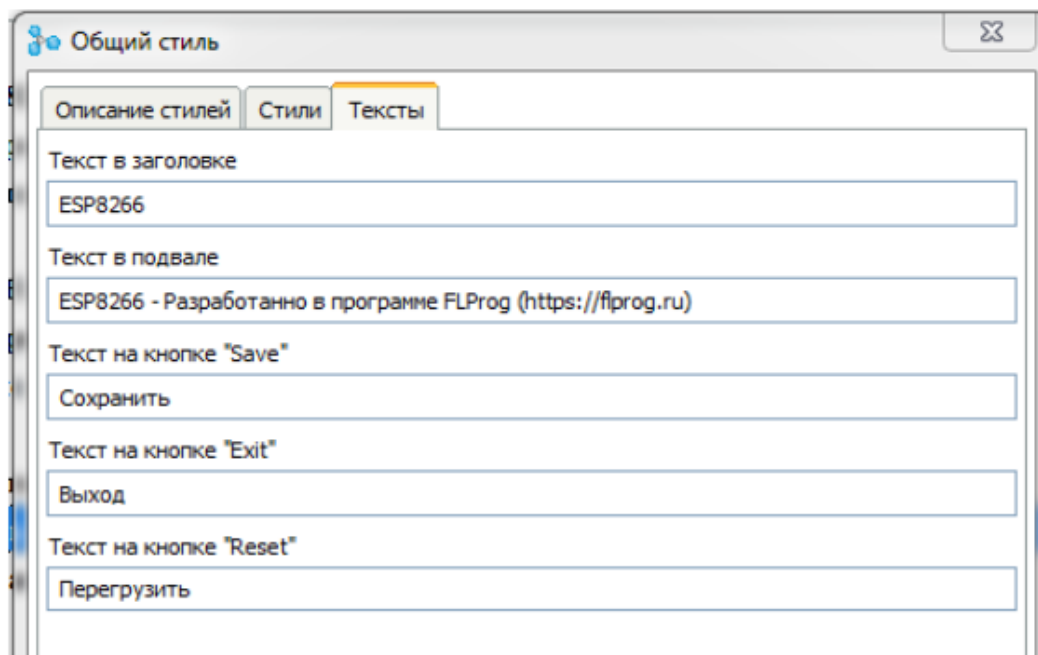 Общий стиль
Описание стилей Стили Тексты
Текст в заголовке
ESP8266
Текст в подвале
ESP8266 - Разработанно в программе FLProg (https://flprog.ru)
Текст на кнопке "Save"
Сохранить
Текст на кнопке "Exit"
Выход
Текст на кнопке "Reset"
Перегрузить